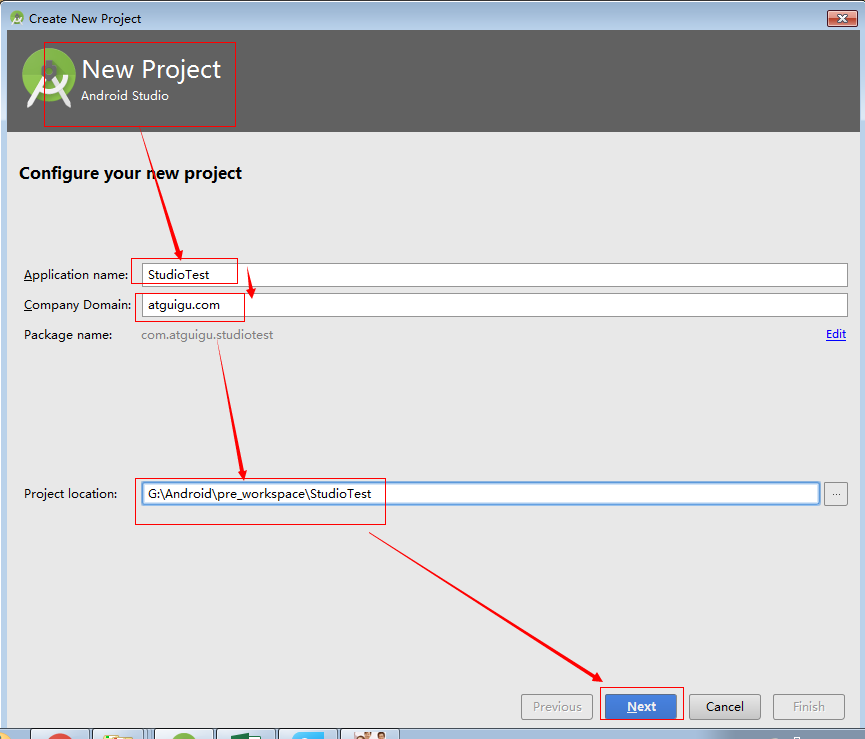 Create New Project
New Project
Android Studio
Configure your new project
Application name: StudioTest
Company Domain: atguigu.com
Package name: com.atguigu.studiotest Edit
Project location: G:\Android\pre_workspace\StudioTest ...
Previous Next Cancel Finish